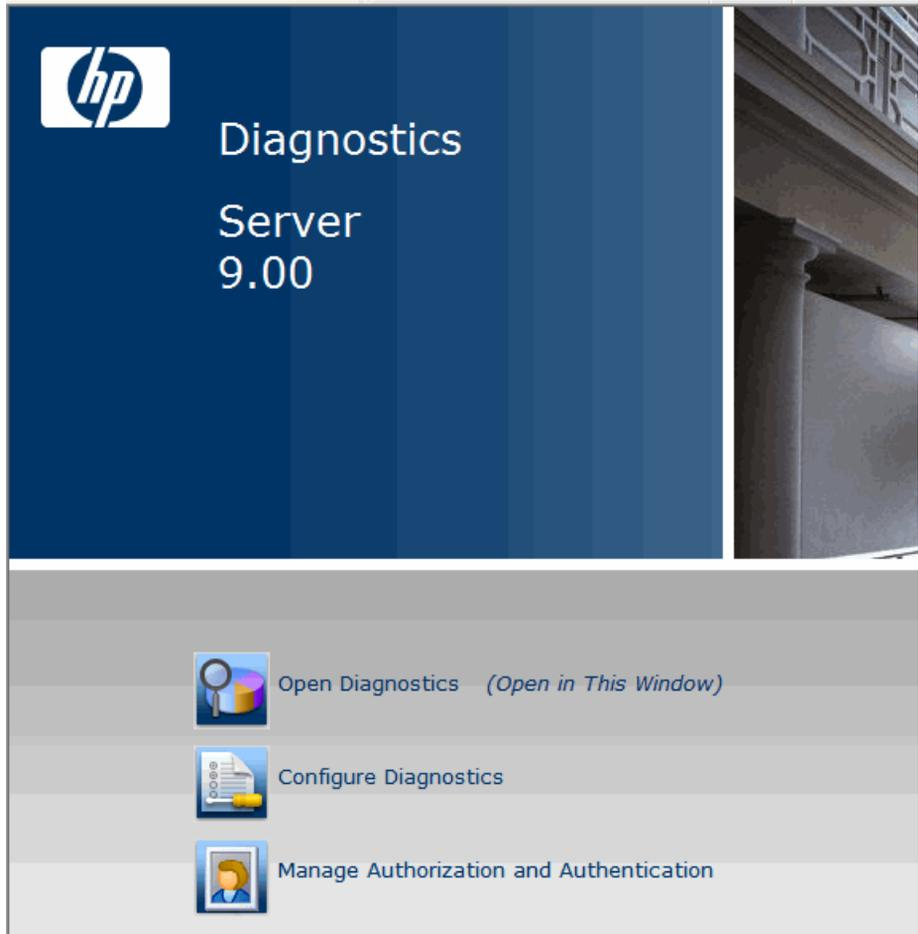 hp
Diagnostics
Server
9.00
Open Diagnostics (Open in This Window)
Configure Diagnostics
Manage Authorization and Authentication